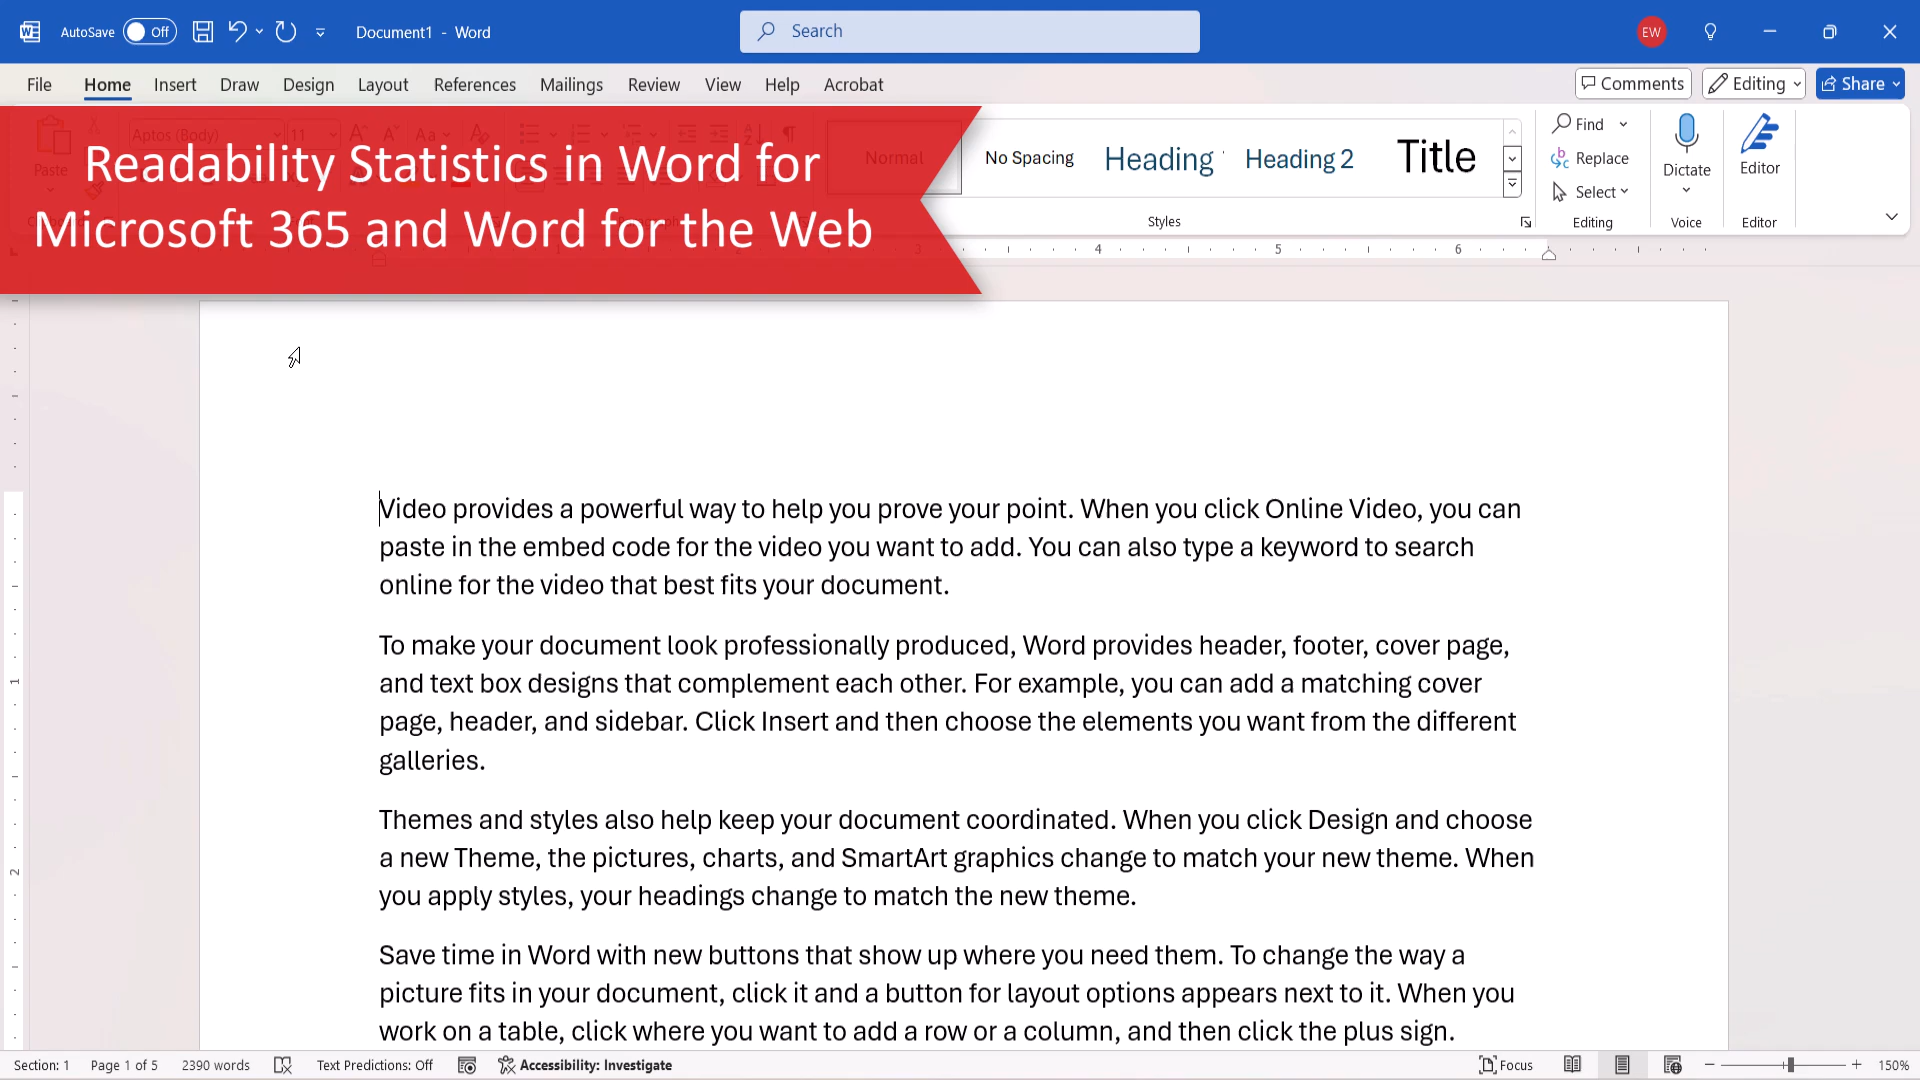 AutoSave Off Document1 - Word Search EW
File Home Insert Draw Design Layout References Mailings Review View Help Acrobat Comments Editing Share
Readability Statistics in Word for
Microsoft 365 and Word for the Web
Aptos (Body) 11 Aa
Paste
Normal No Spacing Heading Heading 2 Title
Styles
Find
Replace
Select
Editing
Dictate
Voice
Editor
Editor
3 4 5 6
Video provides a powerful way to help you prove your point. When you click Online Video, you can
paste in the embed code for the video you want to add. You can also type a keyword to search
online for the video that best fits your document.
To make your document look professionally produced, Word provides header, footer, cover page,
and text box designs that complement each other. For example, you can add a matching cover
page, header, and sidebar. Click Insert and then choose the elements you want from the different
galleries.
Themes and styles also help keep your document coordinated. When you click Design and choose
a new Theme, the pictures, charts, and SmartArt graphics change to match your new theme. When
you apply styles, your headings change to match the new theme.
Save time in Word with new buttons that show up where you need them. To change the way a
picture fits in your document, click it and a button for layout options appears next to it. When you
work on a table, click where you want to add a row or a column, and then click the plus sign.
1
2
Section: 1 Page 1 of 5 2390 words Text Predictions: Off Accessibility: Investigate Focus 150%